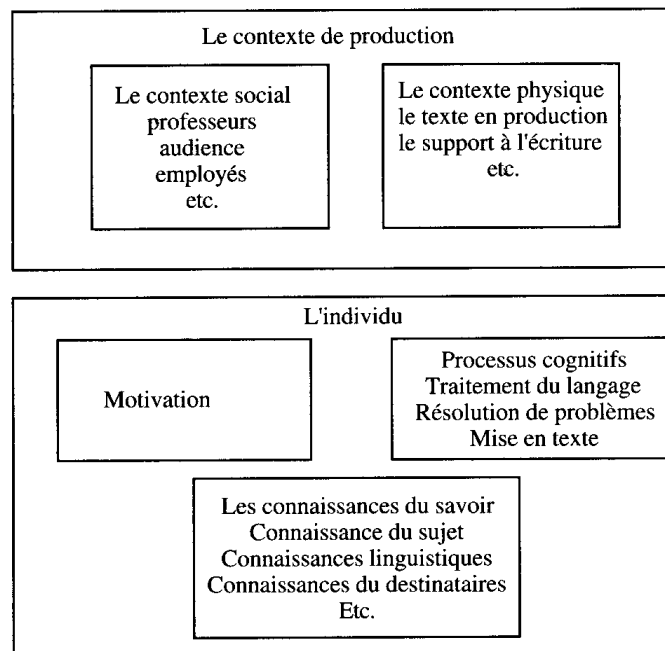 Le contexte de production
Le contexte social
professeurs
audience
employés
etc.
Le contexte physique
le texte en production
le support à l'écriture
etc.
L'individu
Motivation
Processus cognitifs
Traitement du langage
Résolution de problèmes
Mise en texte
Les connaissances du savoir
Connaissance du sujet
Connaissances linguistiques
Connaissances du destinataires
Etc.